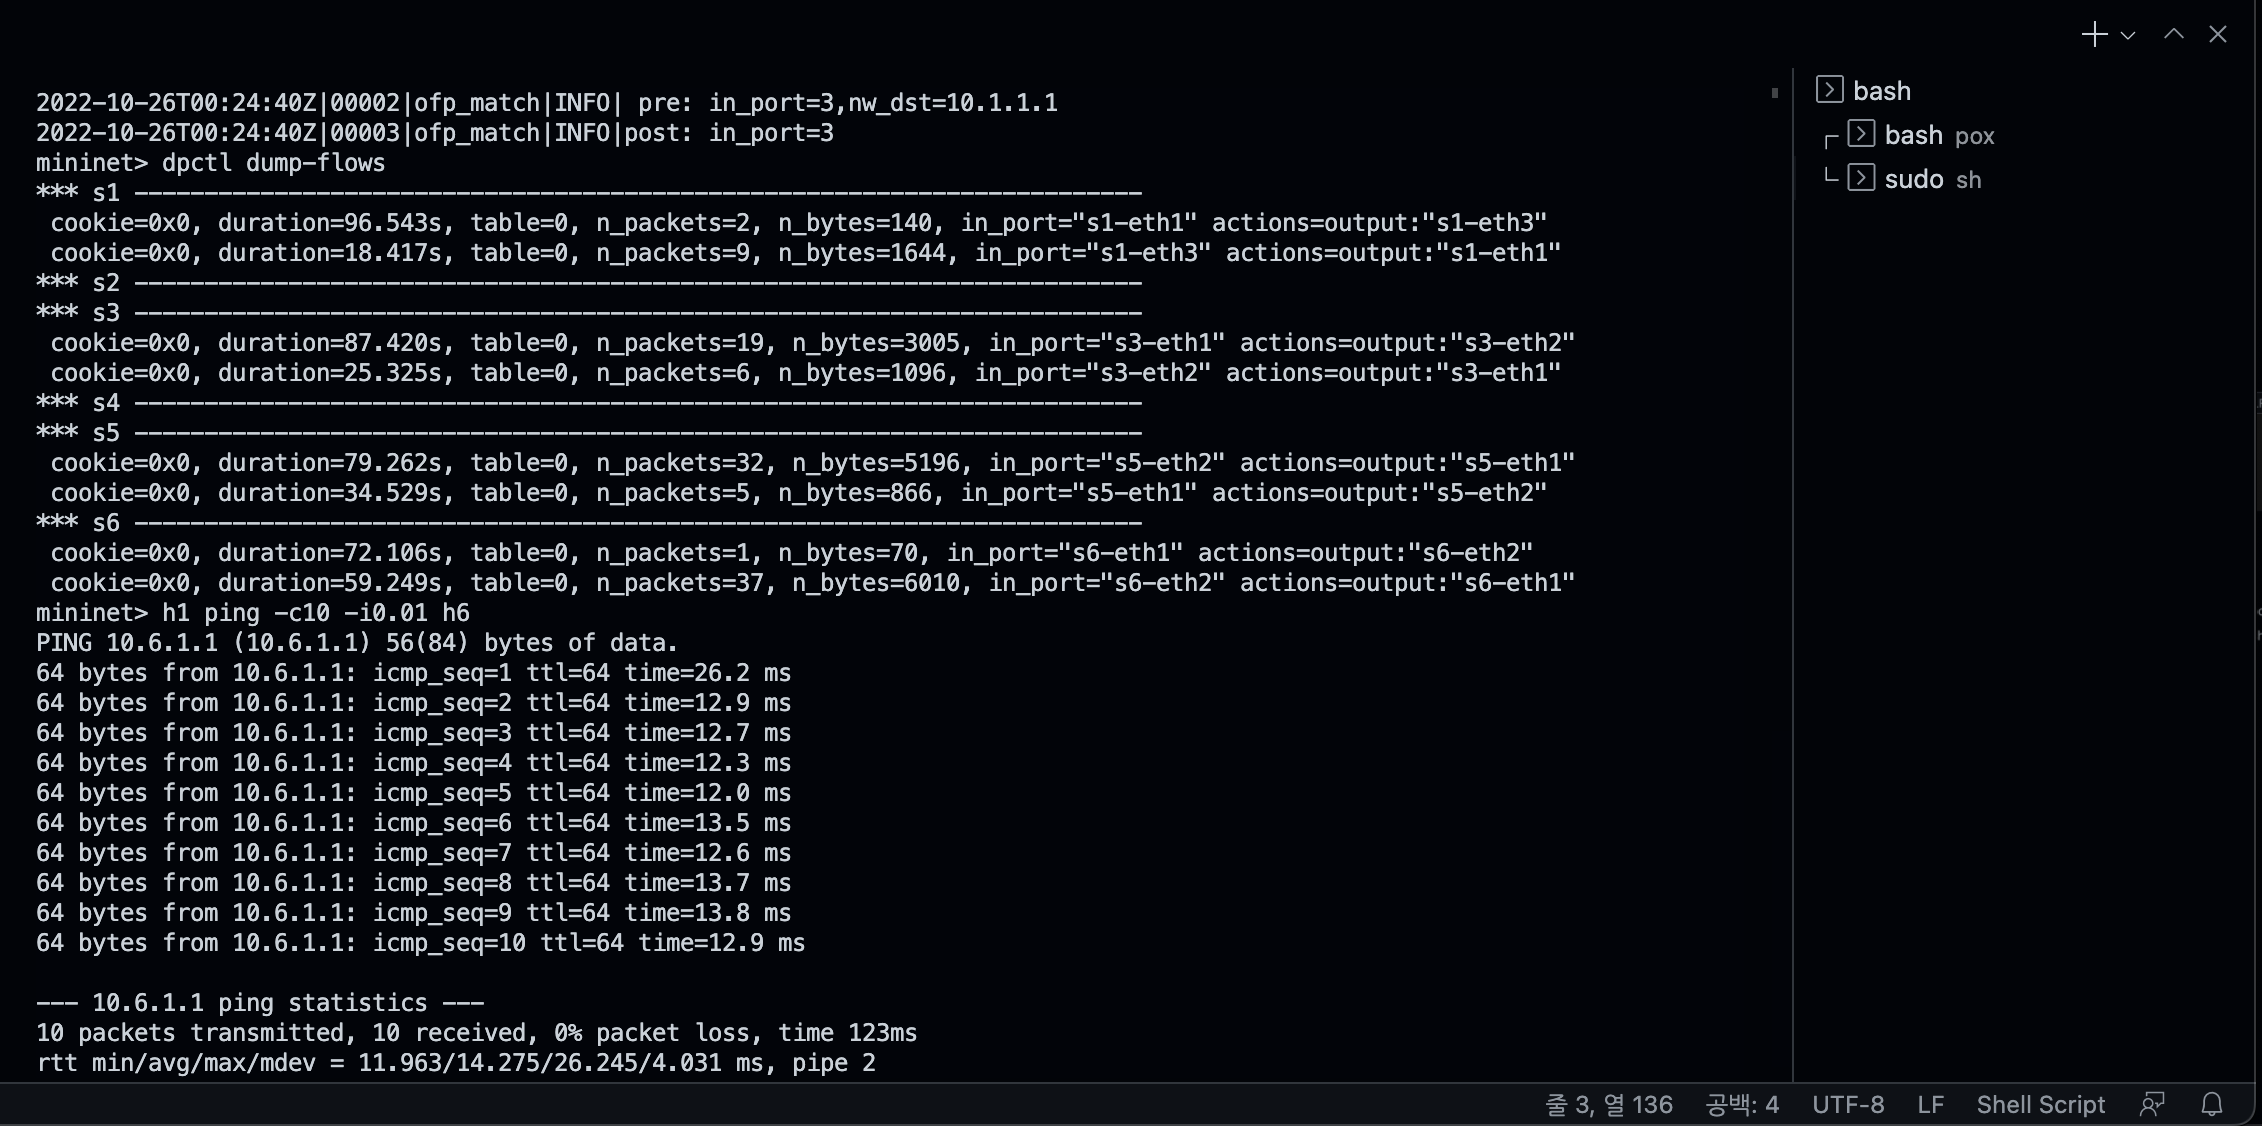 2022-10-26T00:24:40Z|00002|ofp_match|INFO| pre: in_port=3,nw_dst=10.1.1.1
2022-10-26T00:24:40Z|00003|ofp_match|INFO|post: in_port=3
mininet> dpctl dump-flows
*** s1 ------------------------------------------------------------------------
 cookie=0x0, duration=96.543s, table=0, n_packets=2, n_bytes=140, in_port="s1-eth1" actions=output:"s1-eth3"
 cookie=0x0, duration=18.417s, table=0, n_packets=9, n_bytes=1644, in_port="s1-eth3" actions=output:"s1-eth1"
*** s2 ------------------------------------------------------------------------
*** s3 ------------------------------------------------------------------------
 cookie=0x0, duration=87.420s, table=0, n_packets=19, n_bytes=3005, in_port="s3-eth1" actions=output:"s3-eth2"
 cookie=0x0, duration=25.325s, table=0, n_packets=6, n_bytes=1096, in_port="s3-eth2" actions=output:"s3-eth1"
*** s4 ------------------------------------------------------------------------
*** s5 ------------------------------------------------------------------------
 cookie=0x0, duration=79.262s, table=0, n_packets=32, n_bytes=5196, in_port="s5-eth2" actions=output:"s5-eth1"
 cookie=0x0, duration=34.529s, table=0, n_packets=5, n_bytes=866, in_port="s5-eth1" actions=output:"s5-eth2"
*** s6 ------------------------------------------------------------------------
 cookie=0x0, duration=72.106s, table=0, n_packets=1, n_bytes=70, in_port="s6-eth1" actions=output:"s6-eth2"
 cookie=0x0, duration=59.249s, table=0, n_packets=37, n_bytes=6010, in_port="s6-eth2" actions=output:"s6-eth1"
mininet> h1 ping -c10 -i0.01 h6
PING 10.6.1.1 (10.6.1.1) 56(84) bytes of data.
64 bytes from 10.6.1.1: icmp_seq=1 ttl=64 time=26.2 ms
64 bytes from 10.6.1.1: icmp_seq=2 ttl=64 time=12.9 ms
64 bytes from 10.6.1.1: icmp_seq=3 ttl=64 time=12.7 ms
64 bytes from 10.6.1.1: icmp_seq=4 ttl=64 time=12.3 ms
64 bytes from 10.6.1.1: icmp_seq=5 ttl=64 time=12.0 ms
64 bytes from 10.6.1.1: icmp_seq=6 ttl=64 time=13.5 ms
64 bytes from 10.6.1.1: icmp_seq=7 ttl=64 time=12.6 ms
64 bytes from 10.6.1.1: icmp_seq=8 ttl=64 time=13.7 ms
64 bytes from 10.6.1.1: icmp_seq=9 ttl=64 time=13.8 ms
64 bytes from 10.6.1.1: icmp_seq=10 ttl=64 time=12.9 ms
--- 10.6.1.1 ping statistics ---
10 packets transmitted, 10 received, 0% packet loss, time 123ms
rtt min/avg/max/mdev = 11.963/14.275/26.245/4.031 ms, pipe 2
bash
bash pox
sudo sh
줄 3, 열 136 공백: 4 UTF-8 LF Shell Script